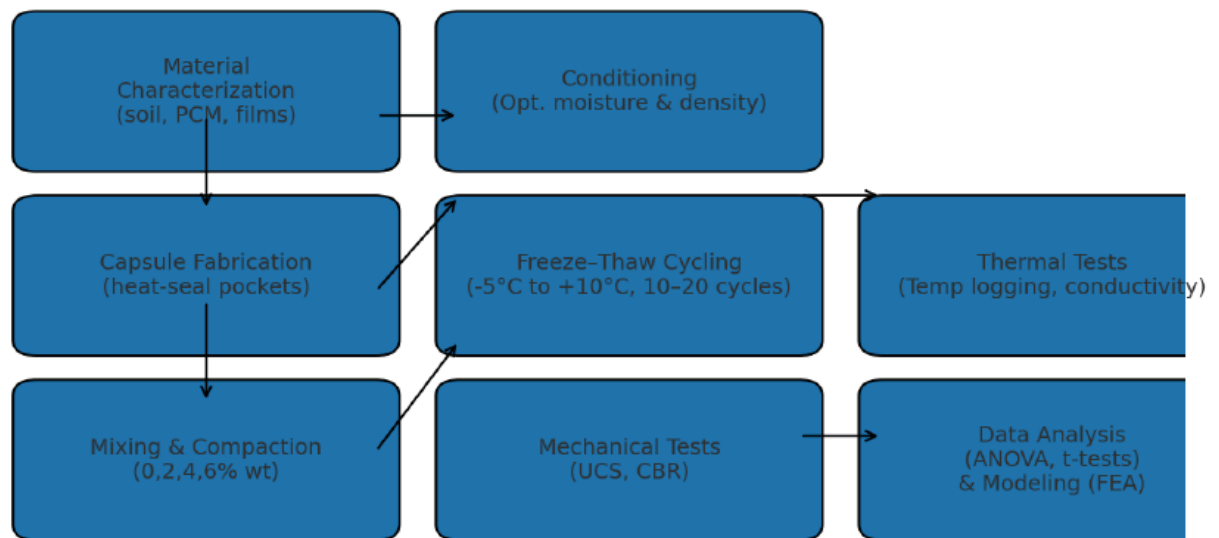 Material
Characterization
(soil, PCM, films)
Conditioning
(Opt. moisture & density)
Capsule Fabrication
(heat-seal pockets)
Freeze–Thaw Cycling
(-5°C to +10°C, 10–20 cycles)
Thermal Tests
(Temp logging, conductivity)
Mixing & Compaction
(0,2,4,6% wt)
Mechanical Tests
(UCS, CBR)
Data Analysis
(ANOVA, t-tests)
& Modeling (FEA)